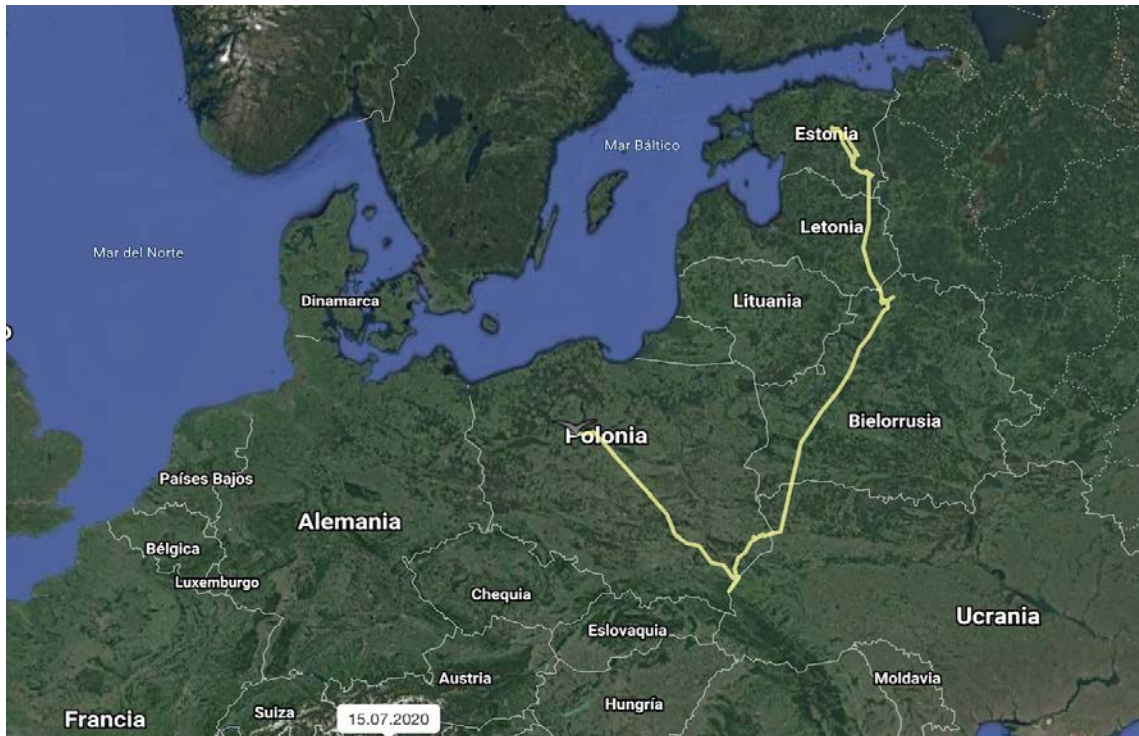 Estonia
Mar Báltico
Letonia
Mar del Norte
Lituania
Dinamarca
Bielorrusia
Polonia
Países Bajos
Alemania
Bélgica
Luxemburgo
Chequia
Ucrania
Eslovaquia
Austria
Moldavia
Hungría
Suiza
Francia
15.07.2020